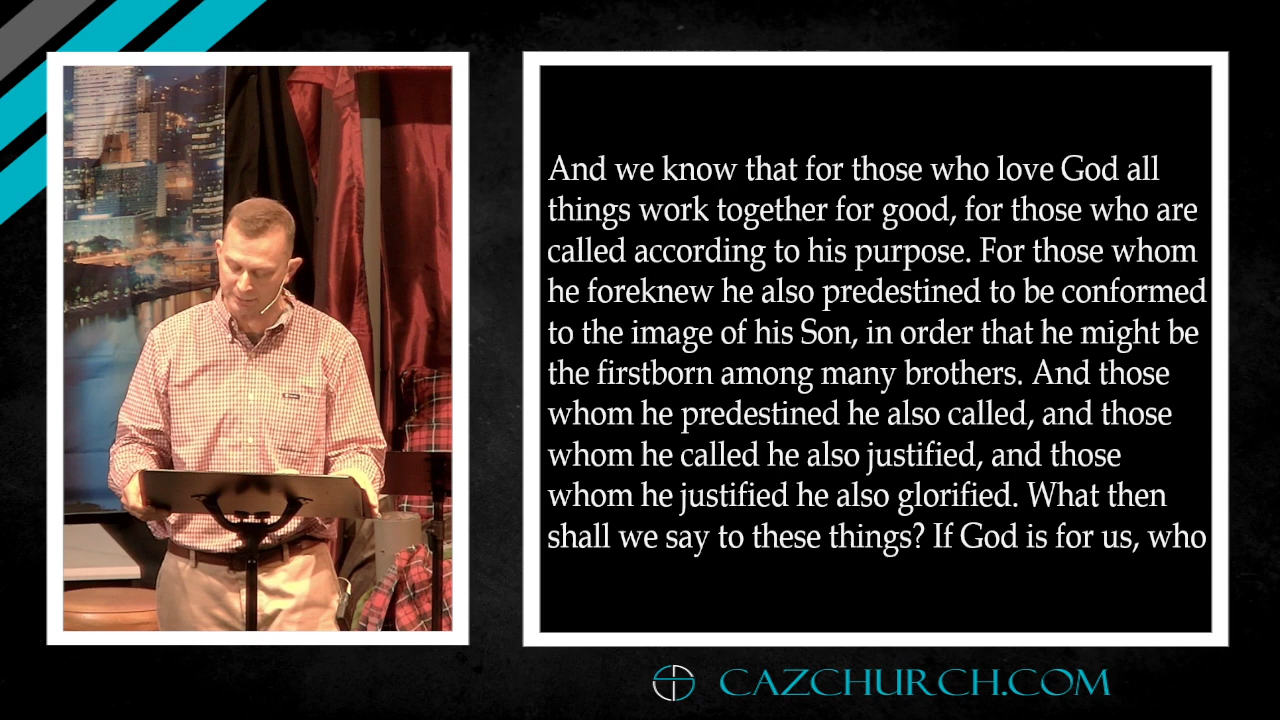 And we know that for those who love God all
things work together for good, for those who are
called according to his purpose. For those whom
he foreknew he also predestined to be conformed
to the image of his Son, in order that he might be
the firstborn among many brothers. And those
whom he predestined he also called, and those
whom he called he also justified, and those
whom he justified he also glorified. What then
shall we say to these things? If God is for us, who
CAZCHURCH.COM